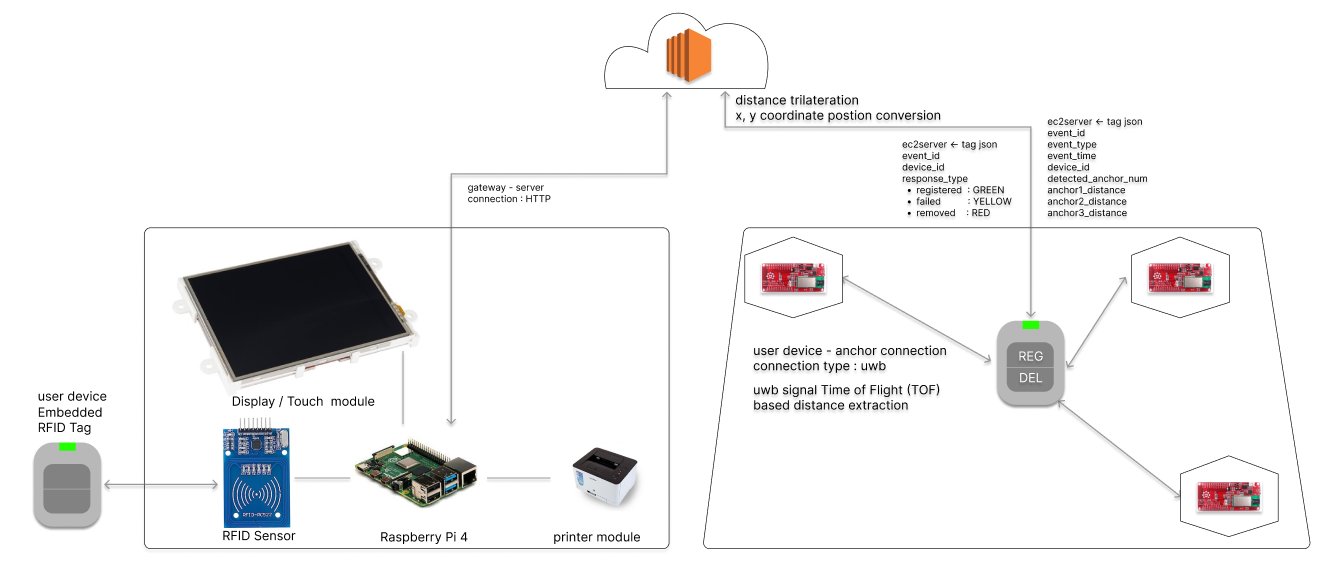 distance trilateration
x, y coordinate postion conversion
ec2server ← tag json
event_id
device_id
response_type
• registered : GREEN
• failed : YELLOW
• removed : RED
ec2server ← tag json
event_id
event_type
event_time
device_id
detected_anchor_num
anchor1_distance
anchor2_distance
anchor3_distance
gateway - server
connection : HTTP
user device - anchor connection
connection type : uwb
uwb signal Time of Flight (TOF)
based distance extraction
REG
DEL
Display / Touch module
user device
Embedded
RFID Tag
RFID-RC522
RFID Sensor
Raspberry Pi 4
printer module